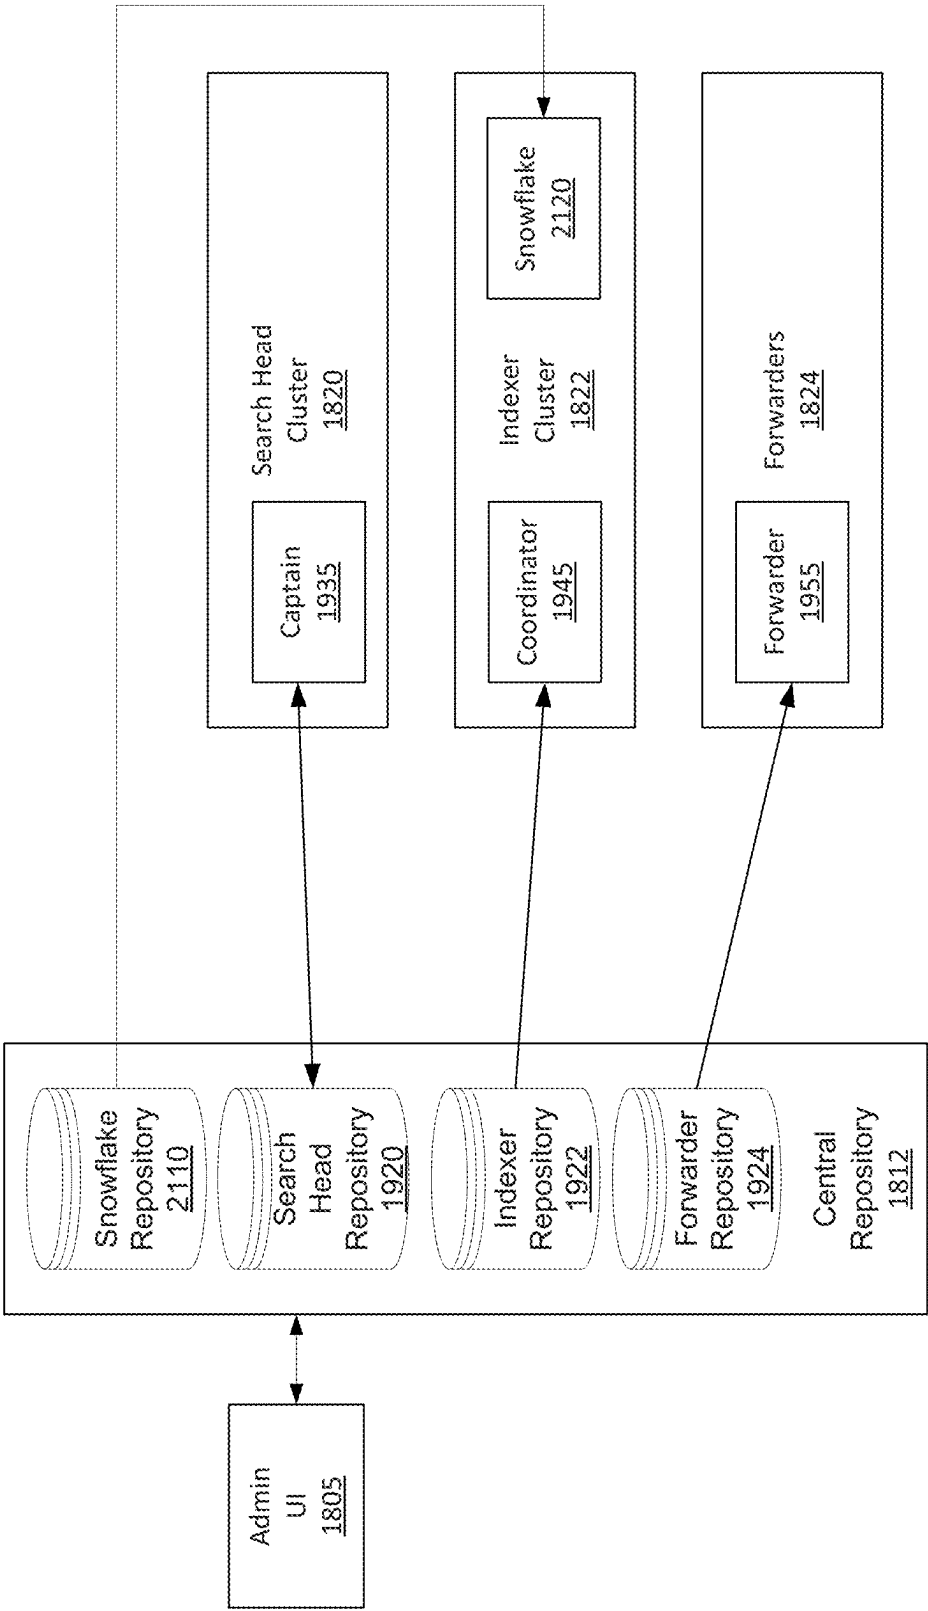 Admin
UI
1805
Snowflake
Repository
2110
Search
Head
Repository
1920
Indexer
Repository
1922
Forwarder
Repository
1924
Central
Repository
1812
Captain
1935
Search Head
Cluster
1820
Coordinator
1945
Indexer
Cluster
1822
Snowflake
2120
Forwarder
1955
Forwarders
1824